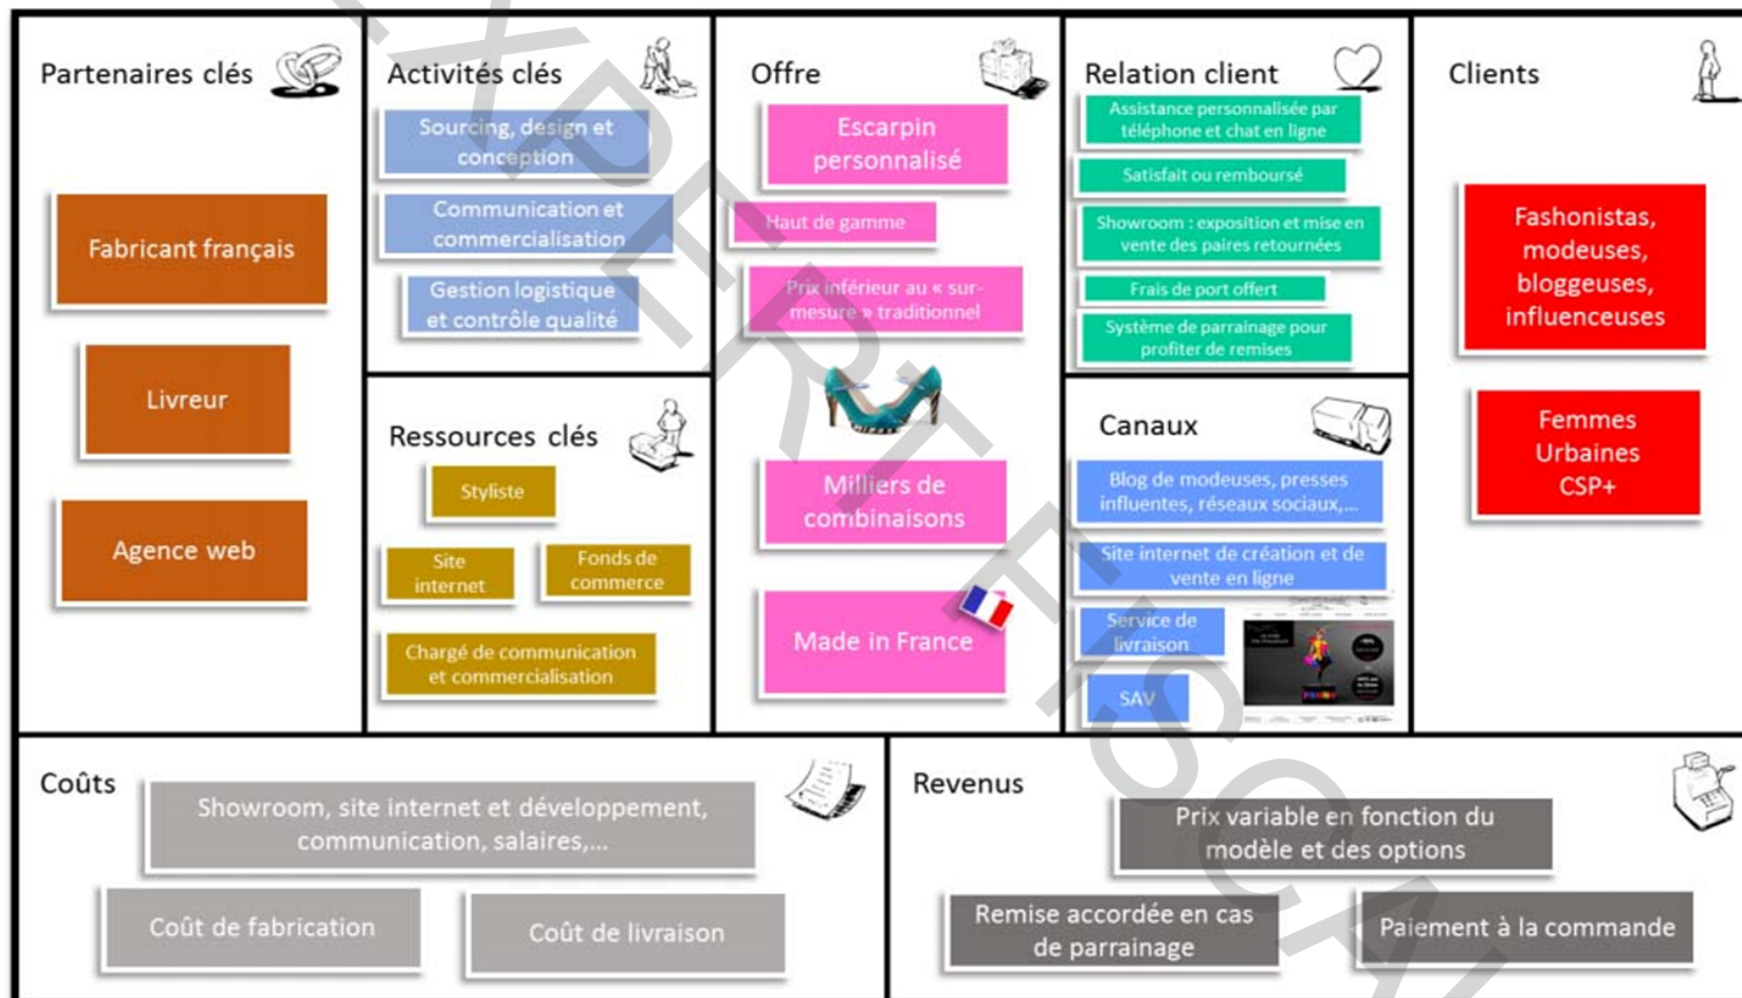 Partenaires clés
Fabricant français
Livreur
Agence web
Activités clés
Sourcing, design et
conception
Communication et
commercialisation
Gestion logistique
et contrôle qualité
Ressources clés
Styliste
Site
internet
Fonds de
commerce
Chargé de communication
et commercialisation
Offre
Escarpin
personnalisé
Haut de gamme
Prix inférieur au « sur-
mesure » traditionnel
Milliers de
combinaisons
Made in France
Relation client
Assistance personnalisée par
téléphone et chat en ligne
Satisfait ou remboursé
Showroom : exposition et mise en
vente des paires retournées
Frais de port offert
Système de parrainage pour
profiter de remises
Canaux
Blog de modeuses, presses
influentes, réseaux sociaux,...
Site internet de création et de
vente en ligne
Service de
livraison
SAV
Clients
Fashonistas,
modeuses,
bloggeuses,
influenceuses
Femmes
Urbaines
CSP+
Coûts
Showroom, site internet et développement,
communication, salaires,...
Coût de fabrication
Coût de livraison
Revenus
Prix variable en fonction du
modèle et des options
Remise accordée en cas
de parrainage
Paiement à la commande